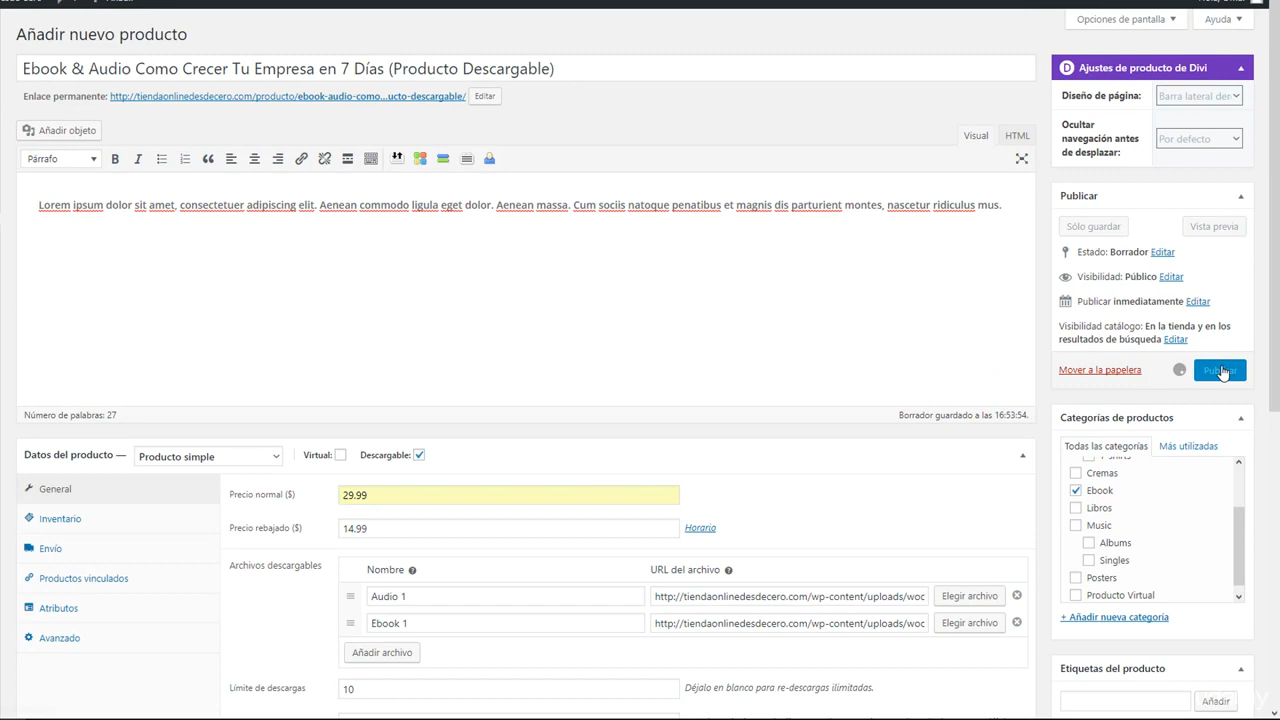 Añadir nuevo producto
Opciones de pantalla
Ayuda
Ebook & Audio Como Crecer Tu Empresa en 7 Días (Producto Descargable)
Enlace permanente: http://tiendaonlinedesdecero.com/producto/ebook-audio-como...ucto-descargable/ Editar
Añadir objeto
Visual HTML
Párrafo
Lorem ipsum dolor sit amet, consectetuer adipiscing elit. Aenean commodo ligula eget dolor. Aenean massa. Cum sociis natoque penatibus et magnis dis parturient montes, nascetur ridiculus mus.
Número de palabras: 27
Borrador guardado a las 16:53:54.
Datos del producto — Producto simple Virtual: Descargable:
General
Inventario
Envío
Productos vinculados
Atributos
Avanzado
Precio normal ($) 29.99
Precio rebajado ($) 14.99 Horario
Archivos descargables
Nombre URL del archivo
Audio 1 http://tiendaonlinedesdecero.com/wp-content/uploads/woc Elegir archivo
Ebook 1 http://tiendaonlinedesdecero.com/wp-content/uploads/woc Elegir archivo
Añadir archivo
Límite de descargas 10 Déjalo en blanco para re-descargas ilimitadas.
D Ajustes de producto de Divi
Diseño de página: Barra lateral der
Ocultar
navegación antes
de desplazar:
Por defecto
Publicar
Sólo guardar Vista previa
Estado: Borrador Editar
Visibilidad: Público Editar
Publicar inmediatamente Editar
Visibilidad catálogo: En la tienda y en los
resultados de búsqueda Editar
Mover a la papelera Publicar
Categorías de productos
Todas las categorías Más utilizadas
Cremas
Ebook
Libros
Music
Albums
Singles
Posters
Producto Virtual
+ Añadir nueva categoría
Etiquetas del producto
Añadir